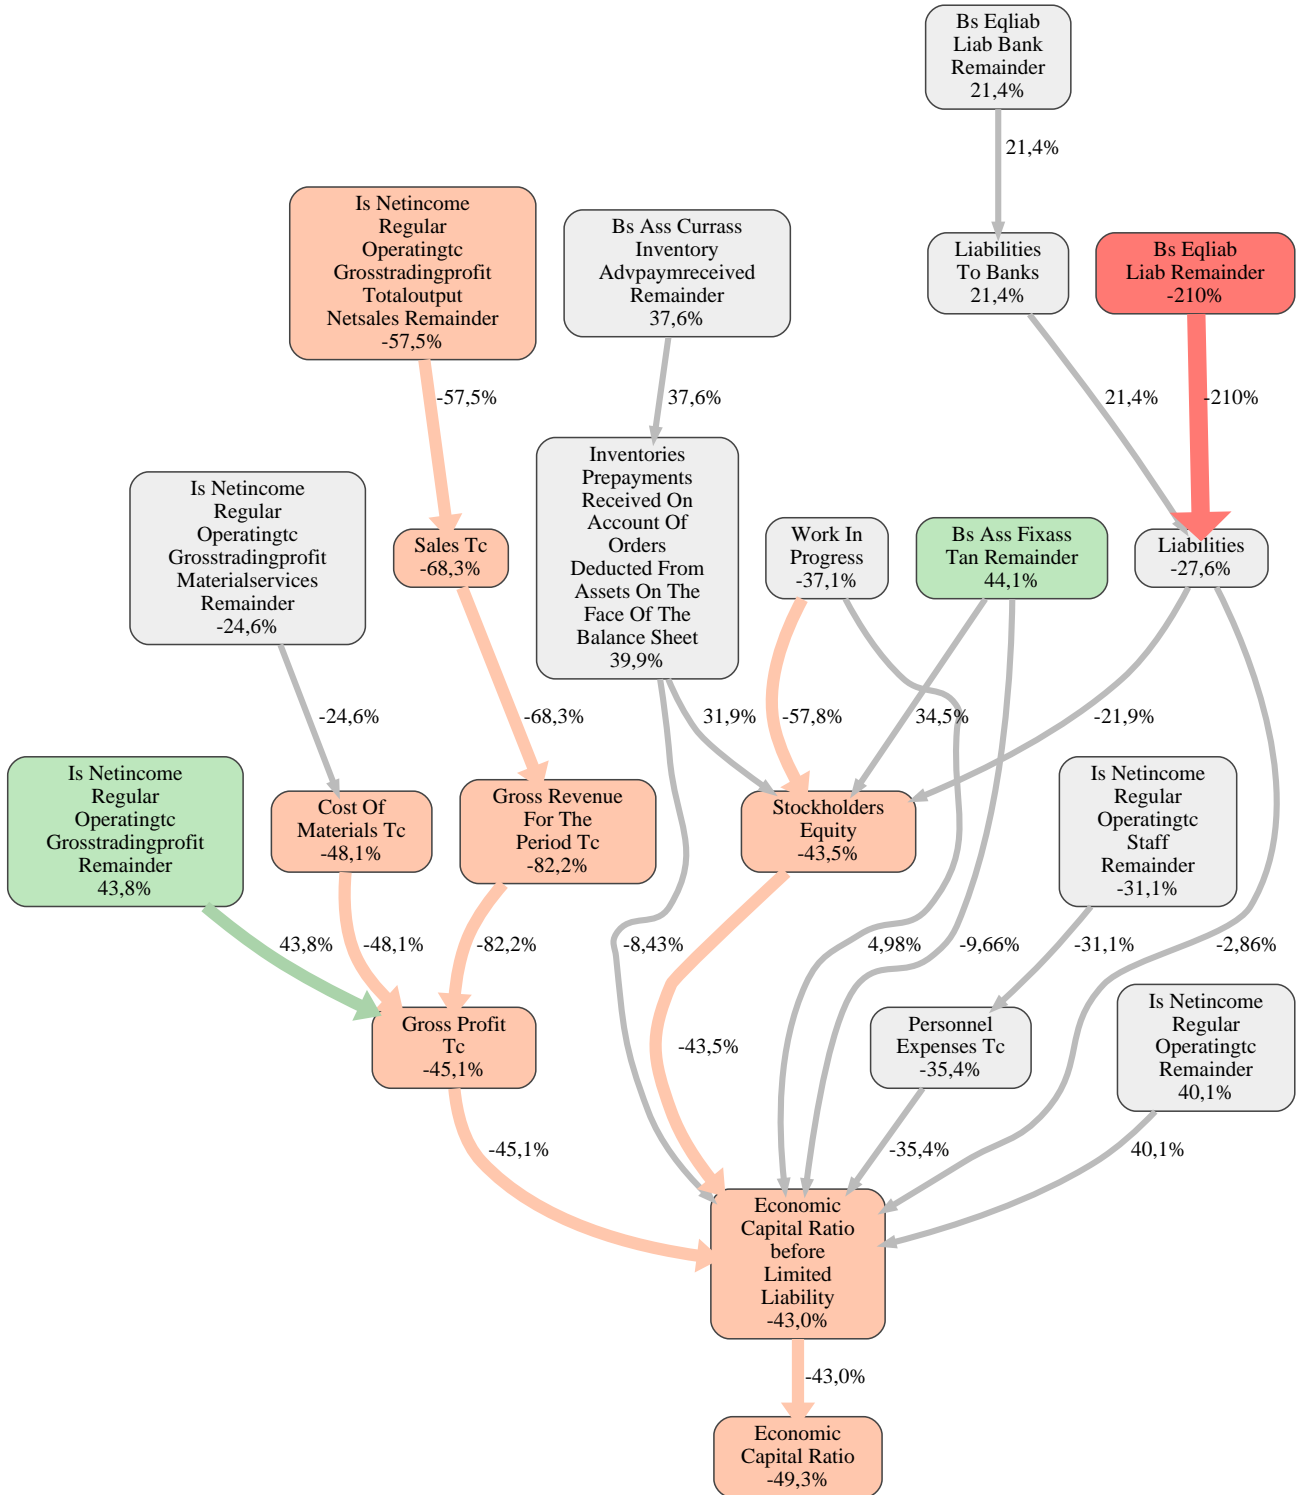 Bs Eqliab
Liab Bank
Remainder
21,4%
21,4%
Is Netincome
Regular
Operatingtc
Grosstradingprofit
Totaloutput
Netsales Remainder
-57,5%
Bs Ass Currass
Inventory
Advpaymreceived
Remainder
37,6%
Liabilities
To Banks
21,4%
Bs Eqliab
Liab Remainder
-210%
-57,5%
37,6%
21,4%
-210%
Is Netincome
Regular
Operatingtc
Grosstradingprofit
Materialservices
Remainder
-24,6%
Sales Tc
-68,3%
Inventories
Prepayments
Received On
Account Of
Orders
Deducted From
Assets On The
Face Of The
Balance Sheet
39,9%
Work In
Progress
-37,1%
Bs Ass Fixass
Tan Remainder
44,1%
Liabilities
-27,6%
-24,6%
-68,3%
31,9%
-57,8%
34,5%
-21,9%
Is Netincome
Regular
Operatingtc
Grosstradingprofit
Remainder
43,8%
Cost Of
Materials Tc
-48,1%
Gross Revenue
For The
Period Tc
-82,2%
Stockholders
Equity
-43,5%
Is Netincome
Regular
Operatingtc
Staff
Remainder
-31,1%
43,8%
-48,1%
-82,2%
-8,43%
4,98%
-9,66%
-31,1%
-2,86%
Gross Profit
Tc
-45,1%
-43,5%
Personnel
Expenses Tc
-35,4%
Is Netincome
Regular
Operatingtc
Remainder
40,1%
-45,1%
-35,4%
40,1%
Economic
Capital Ratio
before
Limited
Liability
-43,0%
-43,0%
Economic
Capital Ratio
-49,3%